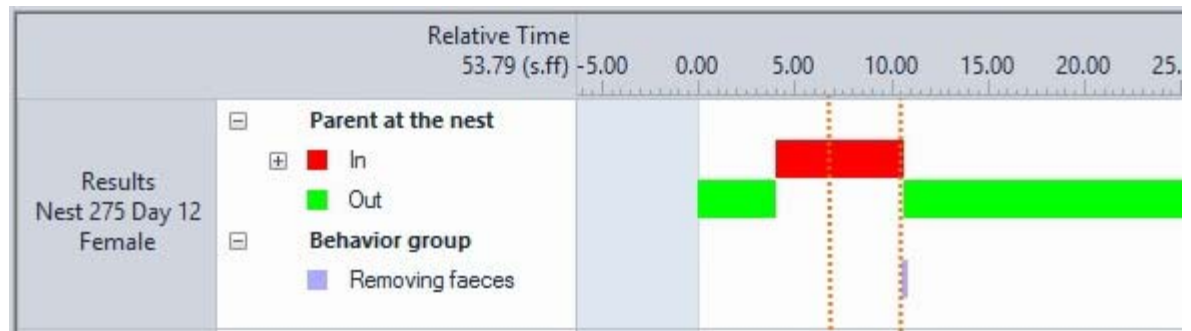 Relative Time
53.79 (s.ff) -5.00 0.00 5.00 10.00 15.00 20.00 25.
Parent at the nest
In
Out
Results
Nest 275 Day 12
Female
Behavior group
Removing faeces